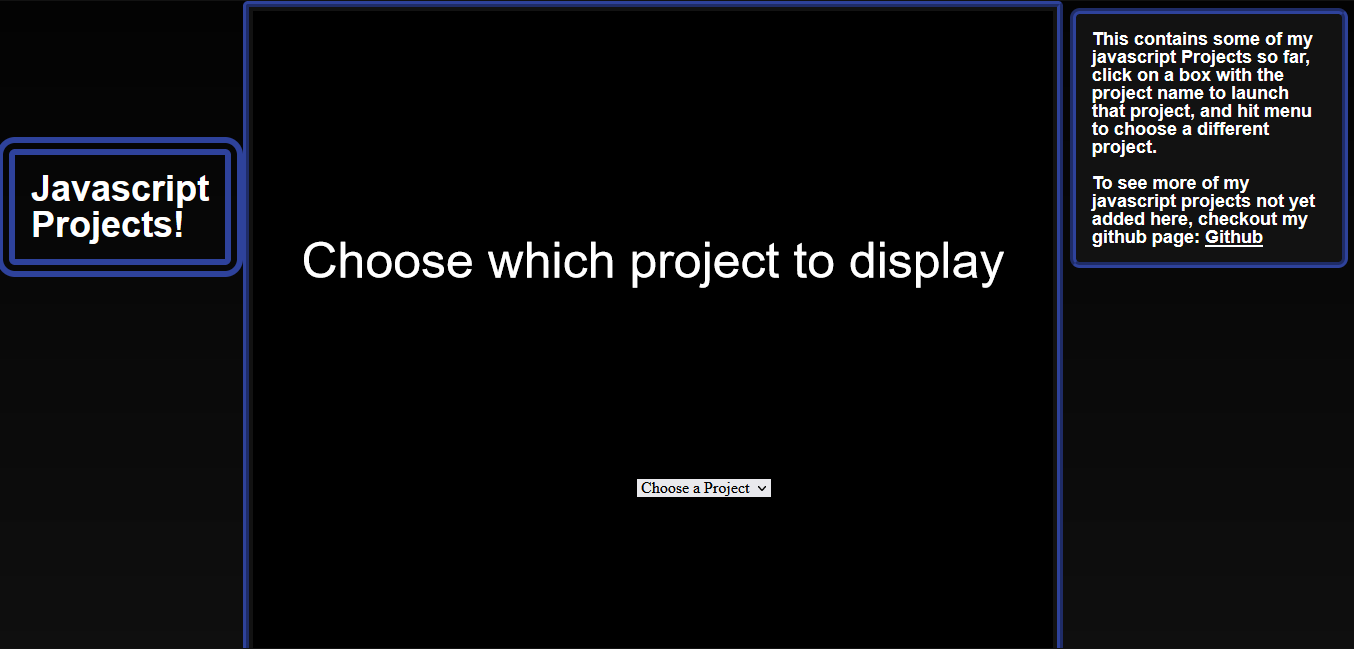 Javascript
Projects!
Choose which project to display
Choose a Project
This contains some of my
javascript Projects so far,
click on a box with the
project name to launch
that project, and hit menu
to choose a different
project.
To see more of my
javascript projects not yet
added here, checkout my
github page: Github